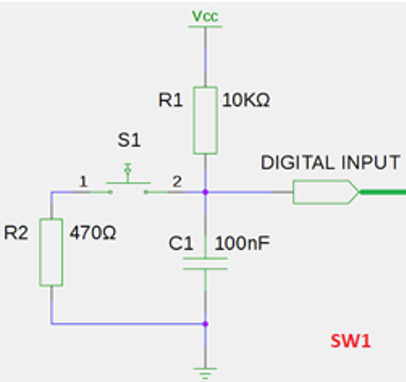 Vcc
R1 10KΩ
S1
DIGITAL INPUT
1 2
R2 470Ω
C1 100nF
SW1